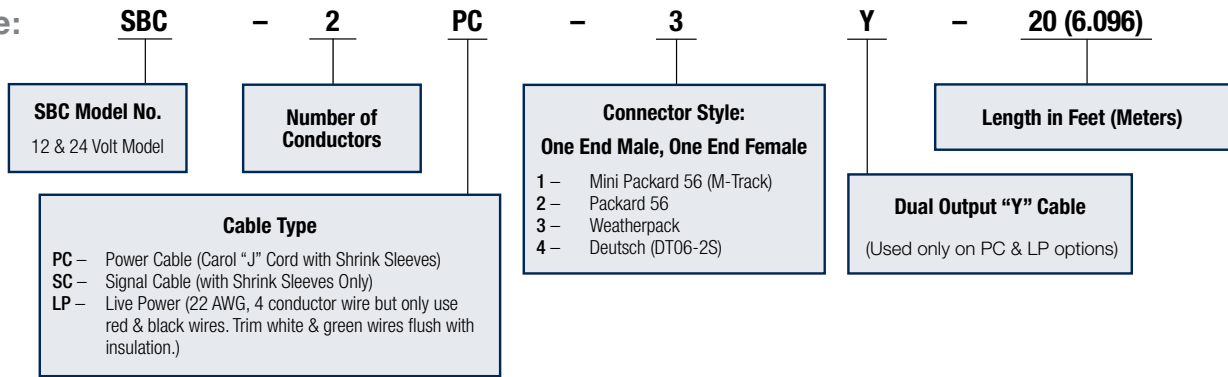 e: SBC – 2 PC – 3 Y – 20 (6.096)
SBC Model No.
12 & 24 Volt Model
Number of
Conductors
Connector Style:
One End Male, One End Female
1 – Mini Packard 56 (M-Track)
2 – Packard 56
3 – Weatherpack
4 – Deutsch (DT06-2S)
Length in Feet (Meters)
Cable Type
PC – Power Cable (Carol “J” Cord with Shrink Sleeves)
SC – Signal Cable (with Shrink Sleeves Only)
LP – Live Power (22 AWG, 4 conductor wire but only use
red & black wires. Trim white & green wires flush with
insulation.)
Dual Output “Y” Cable
(Used only on PC & LP options)